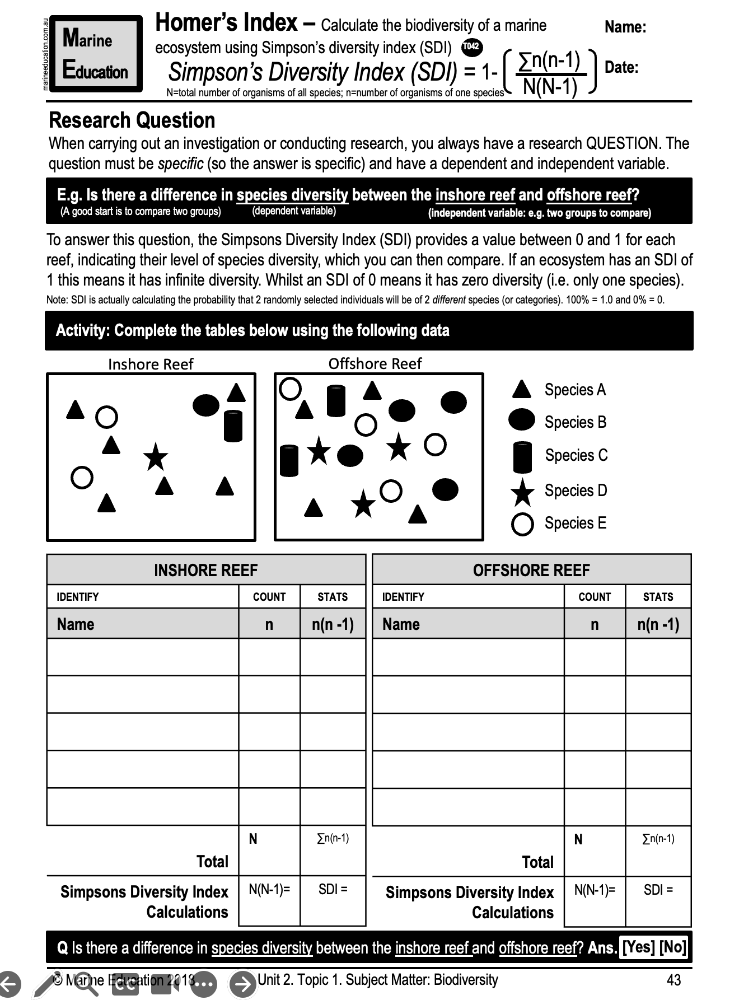 marineeducation.com.au
Marine
Education
Homer's Index – Calculate the biodiversity of a marine
ecosystem using Simpson's diversity index (SDI) T042
Simpson's Diversity Index (SDI) = 1- (∑n(n-1)
N(N-1))
N=total number of organisms of all species; n=number of organisms of one species
Name:
Date:
Research Question
When carrying out an investigation or conducting research, you always have a research QUESTION. The
question must be specific (so the answer is specific) and have a dependent and independent variable.
E.g. Is there a difference in species diversity between the inshore reef and offshore reef?
(A good start is to compare two groups) (dependent variable) (independent variable: e.g. two groups to compare)
To answer this question, the Simpsons Diversity Index (SDI) provides a value between 0 and 1 for each
reef, indicating their level of species diversity, which you can then compare. If an ecosystem has an SDI of
1 this means it has infinite diversity. Whilst an SDI of 0 means it has zero diversity (i.e. only one species).
Note: SDI is actually calculating the probability that 2 randomly selected individuals will be of 2 different species (or categories). 100% = 1.0 and 0% = 0.
Activity: Complete the tables below using the following data
Inshore Reef
Offshore Reef
Species A
Species B
Species C
Species D
Species E
INSHORE REEF
IDENTIFY COUNT STATS
Name n n(n -1)
N ∑n(n-1)
Total
Simpsons Diversity Index N(N-1)= SDI =
Calculations
OFFSHORE REEF
IDENTIFY COUNT STATS
Name n n(n -1)
N ∑n(n-1)
Total
Simpsons Diversity Index N(N-1)= SDI =
Calculations
Q Is there a difference in species diversity between the inshore reef and offshore reef? Ans. [Yes] [No]
© Marine Education 2018
CC
Unit 2. Topic 1. Subject Matter: Biodiversity
43